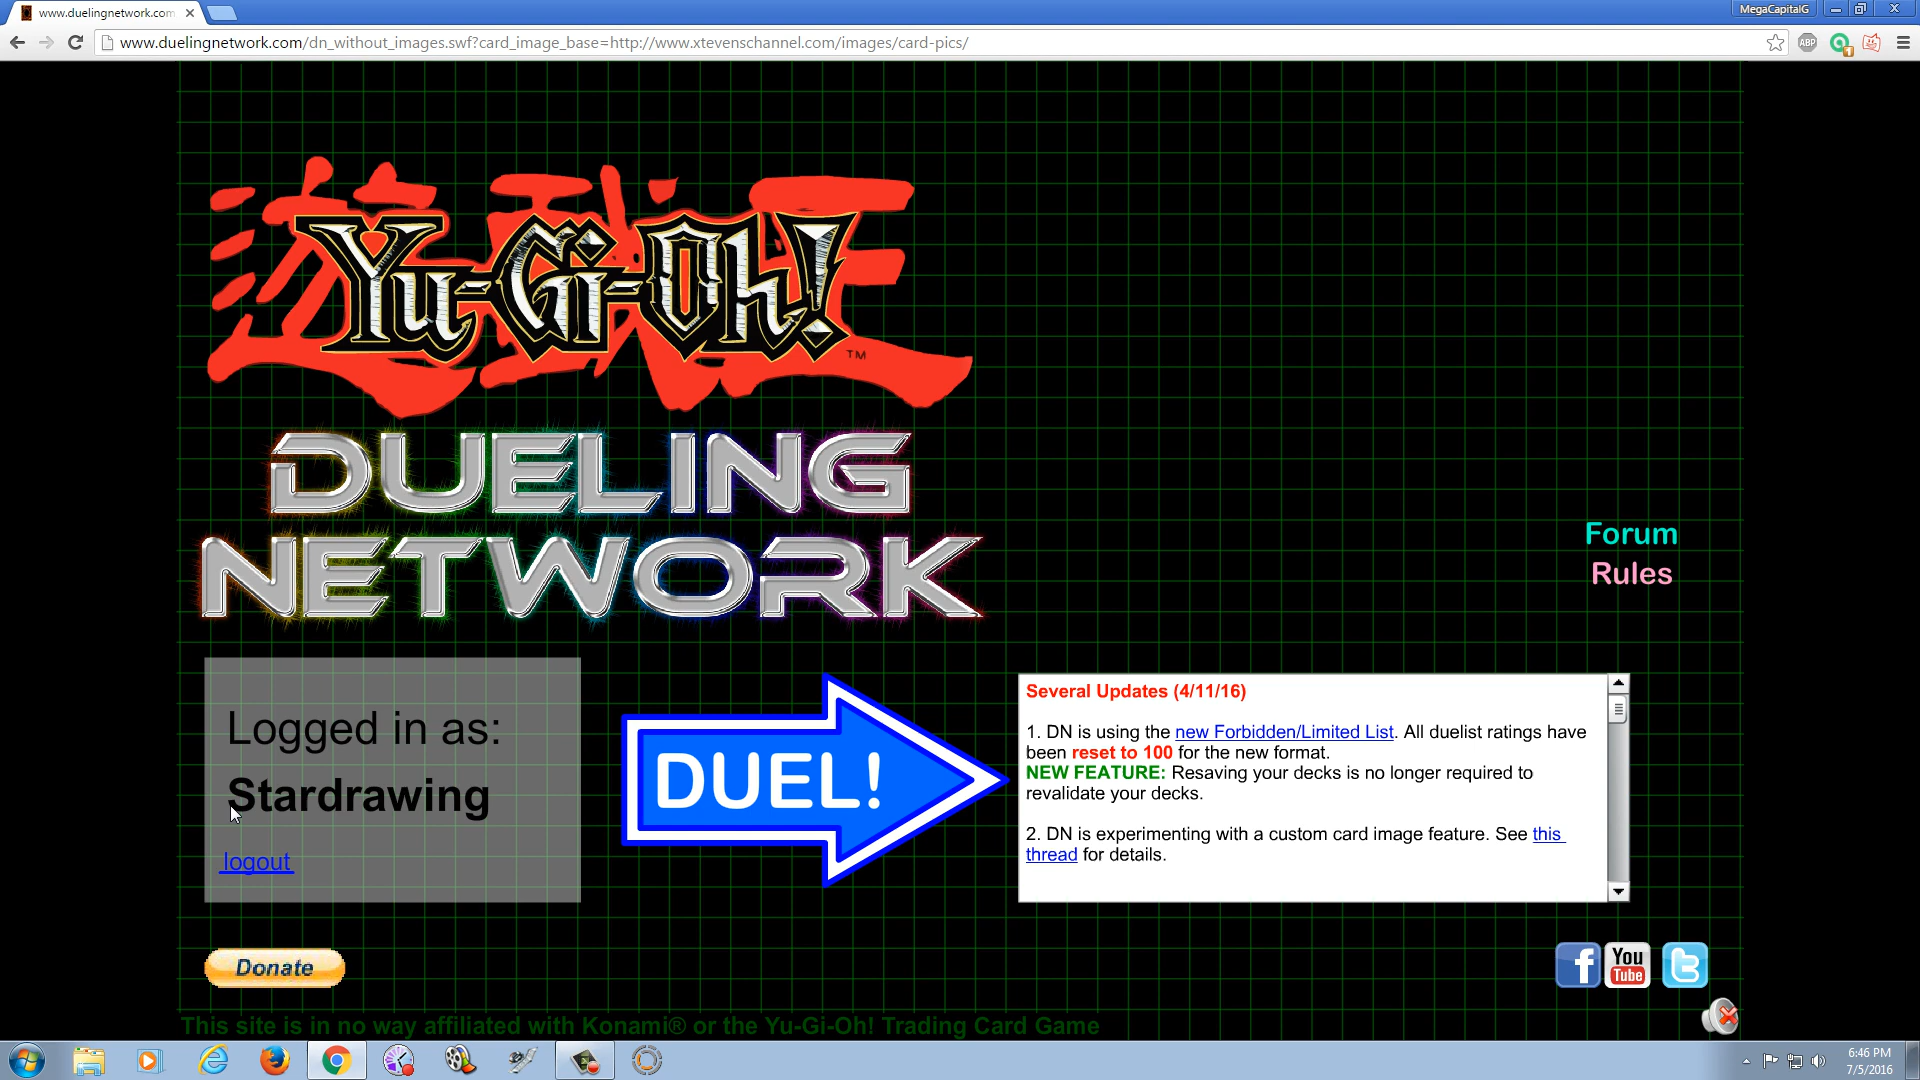 www.duelingnetwork.com
MegaCapitalG
www.duelingnetwork.com/dn_without_images.swf?card_image_base=http://www.xtevenschannel.com/images/card-pics/
ABP
1
Yu-Gi-Oh!
TM
DUELING
NETWORK
Forum
Rules
Logged in as:
Stardrawing
logout
DUEL!
Several Updates (4/11/16)
1. DN is using the new Forbidden/Limited List. All duelist ratings have
been reset to 100 for the new format.
NEW FEATURE: Resaving your decks is no longer required to
revalidate your decks.
2. DN is experimenting with a custom card image feature. See this
thread for details.
Donate
f
You
Tube
t
This site is in no way affiliated with Konami® or the Yu-Gi-Oh! Trading Card Game
6:46 PM
7/5/2016